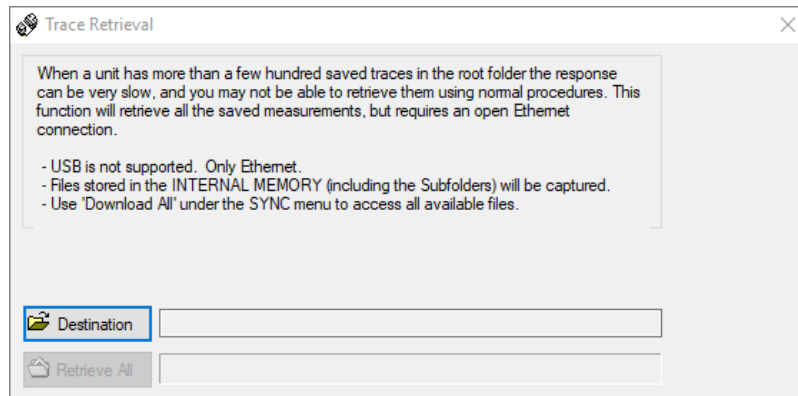 Trace Retrieval
When a unit has more than a few hundred saved traces in the root folder the response
can be very slow, and you may not be able to retrieve them using normal procedures. This
function will retrieve all the saved measurements, but requires an open Ethernet
connection.
- USB is not supported. Only Ethernet.
- Files stored in the INTERNAL MEMORY (including the Subfolders) will be captured.
- Use 'Download All' under the SYNC menu to access all available files.
Destination
Retrieve All